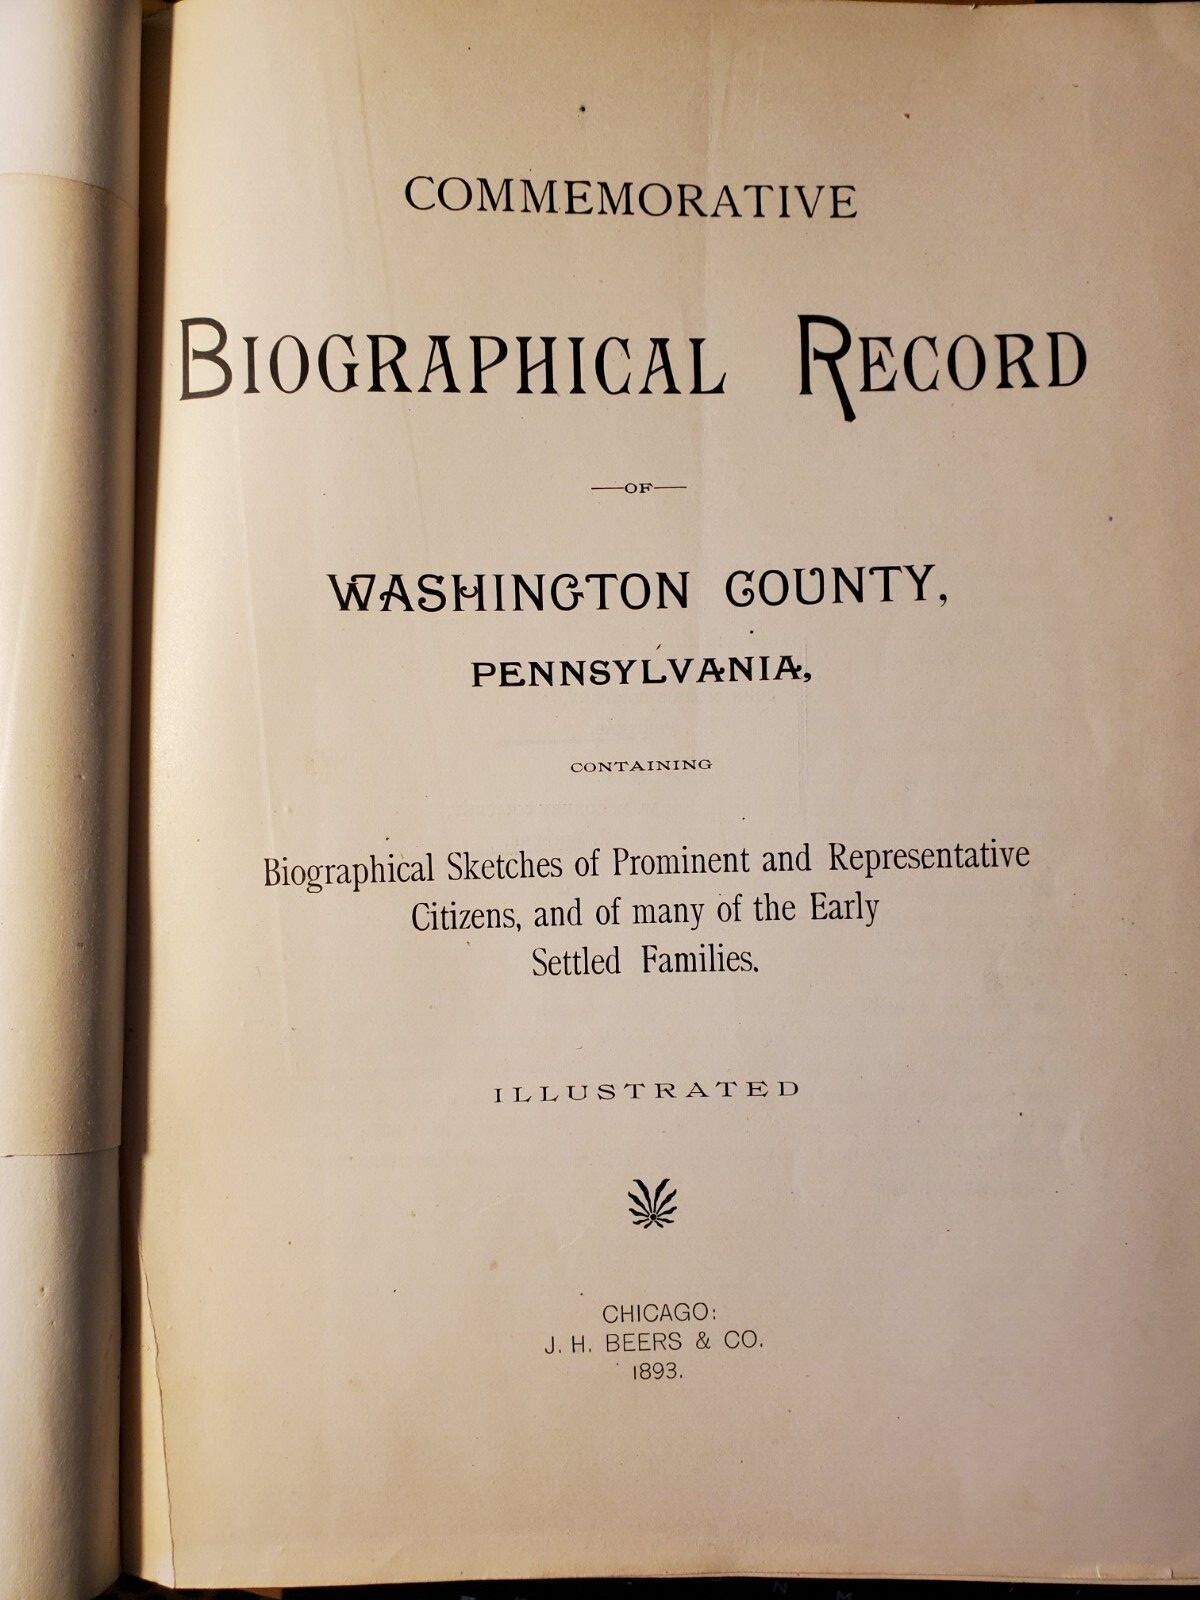 COMMEMORATIVE
BIOGRAPHICAL RECORD
—OF—
WASHINGTON COUNTY,
PENNSYLVANIA,
CONTAINING
Biographical Sketches of Prominent and Representative
Citizens, and of many of the Early
Settled Families.
ILLUSTRATED
CHICAGO:
J. H. BEERS & CO.
1893.